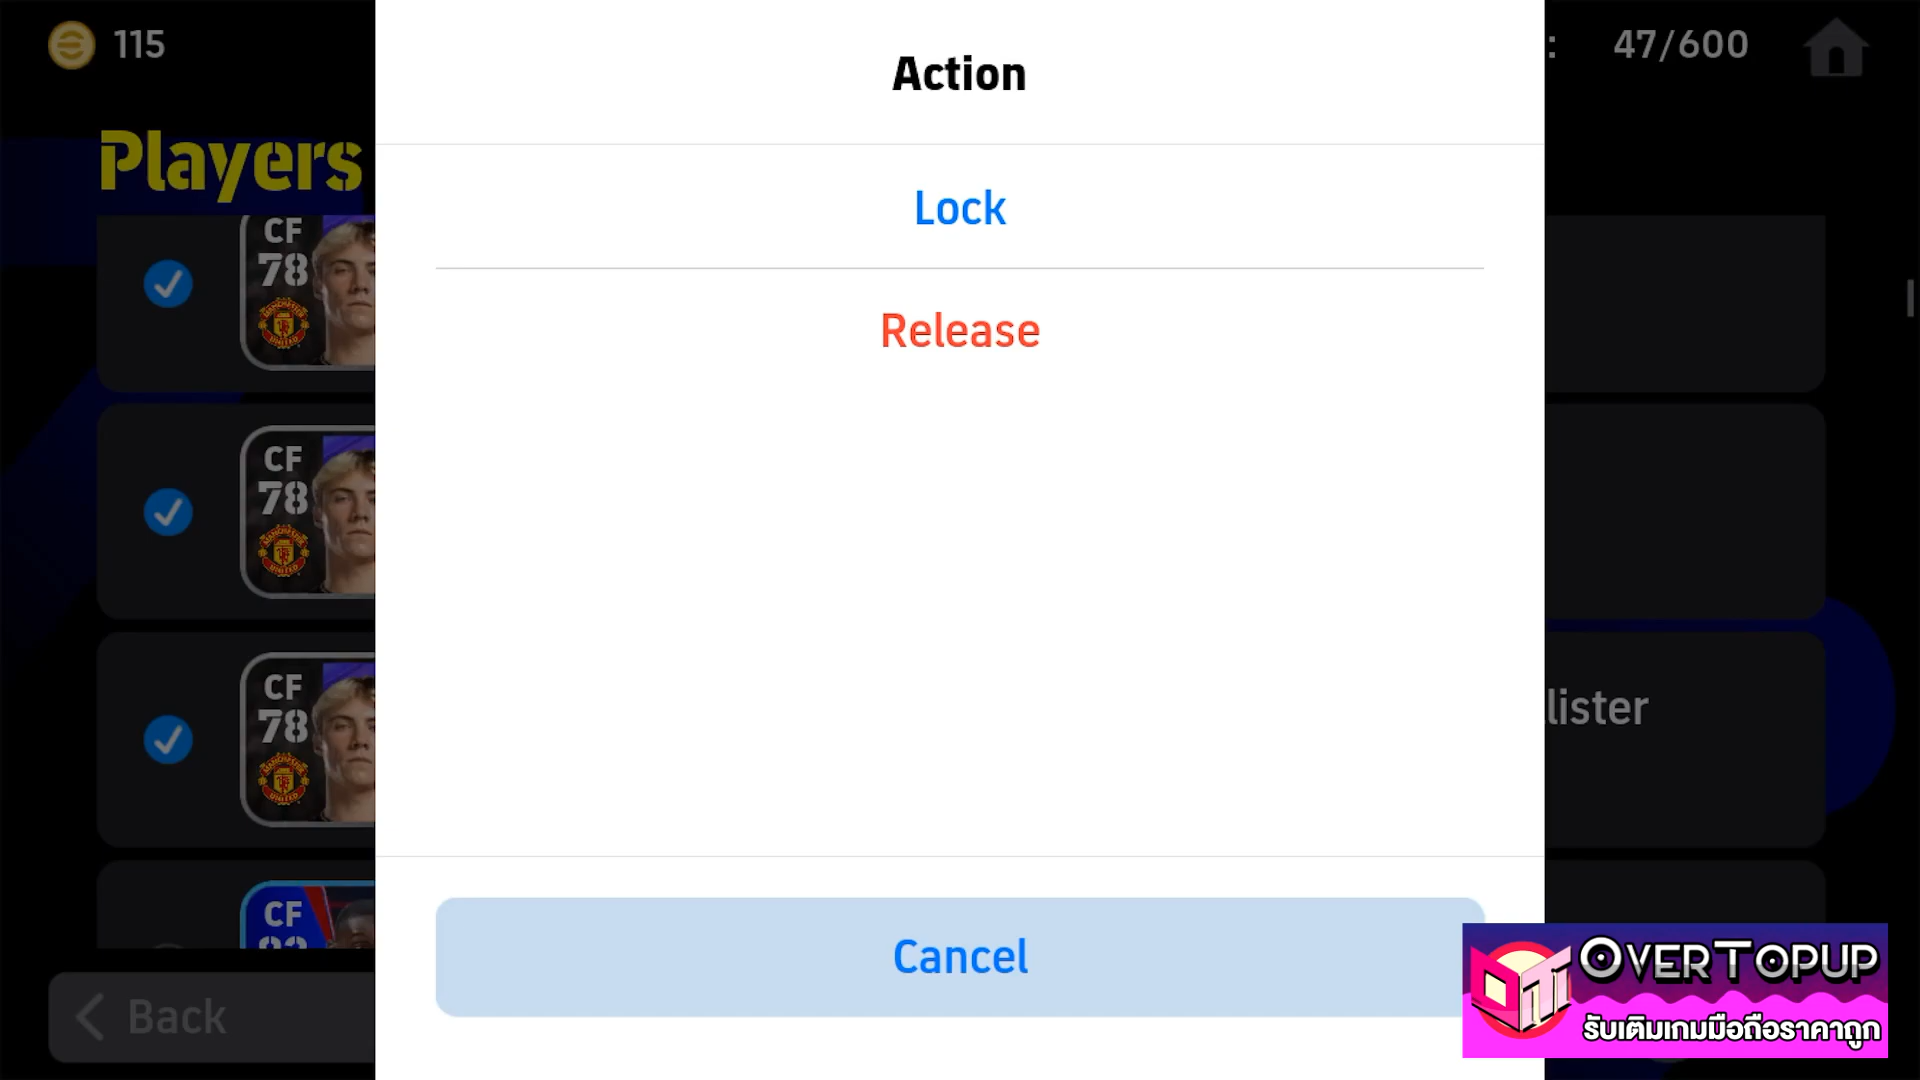 115
Action
: 47/600
Players
Lock
CF
78
Release
CF
78
CF
78
lister
CF
Cancel
Back
OVERTOPUP
รับเติมเกมมือถือราคาถูก